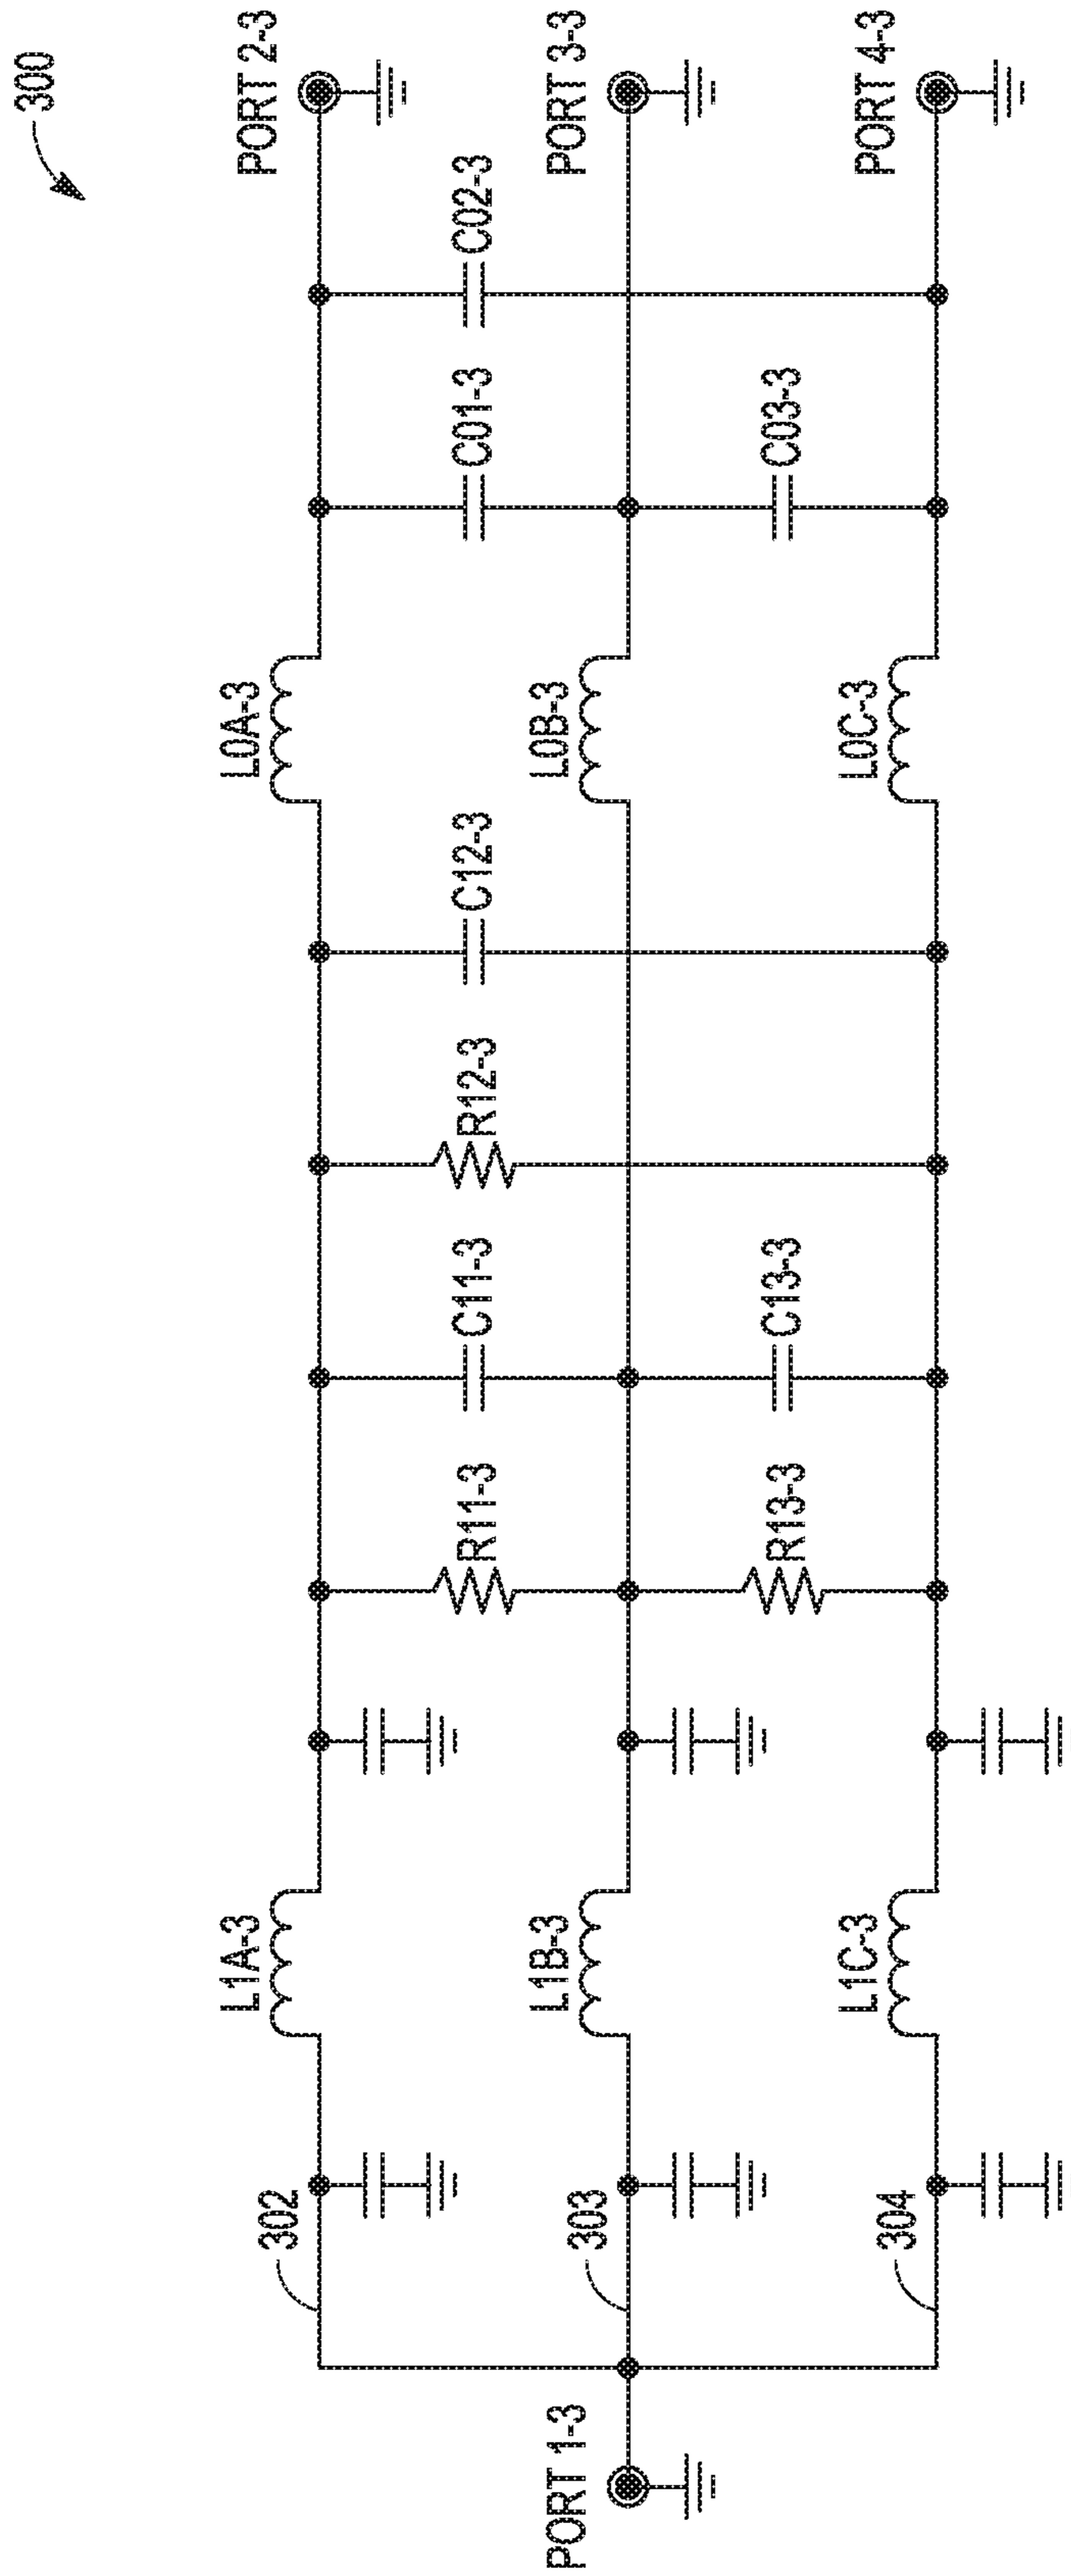 300
PORT 2-3
PORT 3-3
PORT 4-3
C02-3
C01-3
C03-3
L0A-3
L0B-3
L0C-3
C12-3
R12-3
C11-3
C13-3
R11-3
R13-3
L1A-3
L1B-3
L1C-3
302
303
304
PORT 1-3